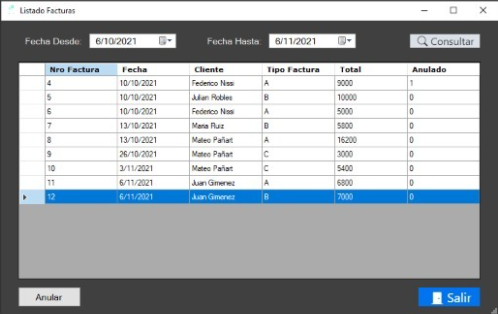 Listado Facturas
Fecha Desde: 6/10/2021 Fecha Hasta: 6/11/2021 Consultar
Nro Factura Fecha Cliente Tipo Factura Total Anulado
4 10/10/2021 Federico Nissi A 9000 1
5 10/10/2021 Julian Robles B 10000 0
6 10/10/2021 Federico Nissi A 5000 0
7 13/10/2021 Maria Ruiz B 5800 0
8 13/10/2021 Mateo Pañart A 16200 0
9 26/10/2021 Mateo Pañart C 3000 0
10 3/11/2021 Mateo Pañart C 5400 0
11 6/11/2021 Juan Gimenez A 6800 0
12 6/11/2021 Juan Gimenez B 7000 0
Anular Salir